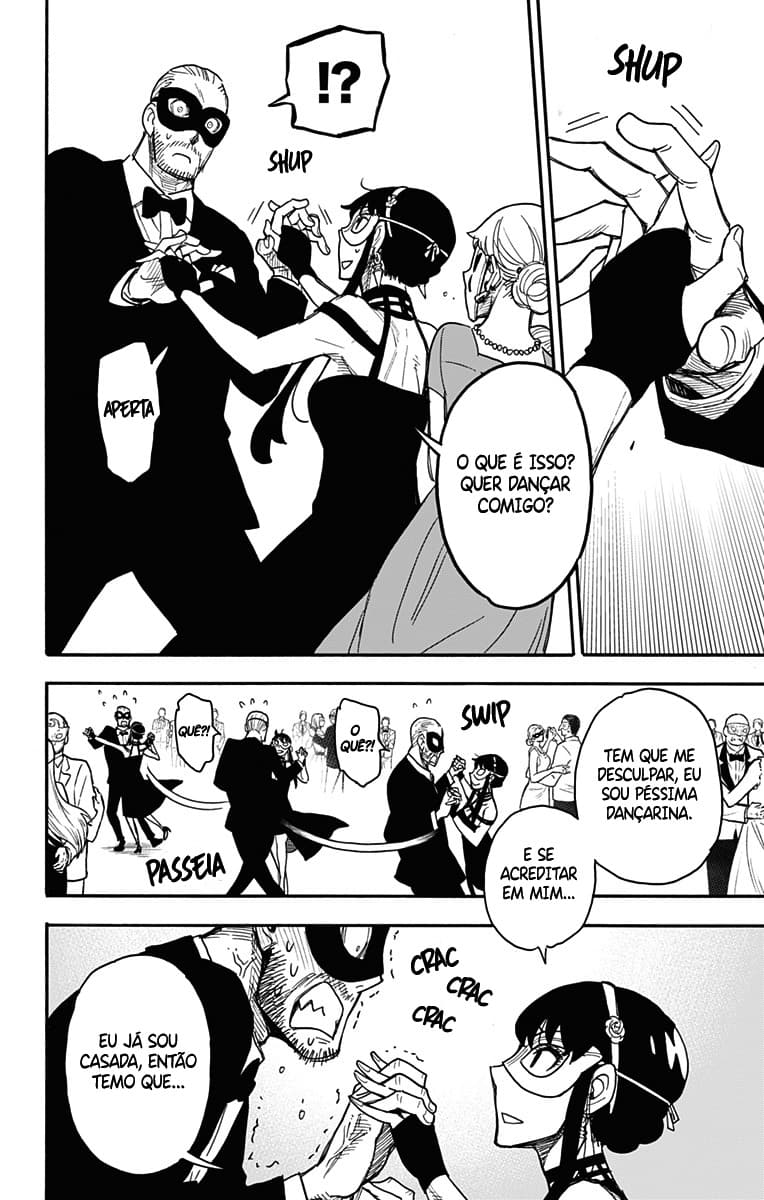 SHUP
!?
SHUP
O QUE É ISSO?
QUER DANÇAR
COMIGO?
APERTA
TEM QUE ME
DESCULPAR, EU
SOU PÉSSIMA
DANÇARINA.
E SE
ACREDITAR
EM MIM...
SWIP
O
QUÊ?!
QUÊ?!
PASSEIA
CRAC
CRAC
CRAC
EU JÁ SOU
CASADA, ENTÃO
TEMO QUE...